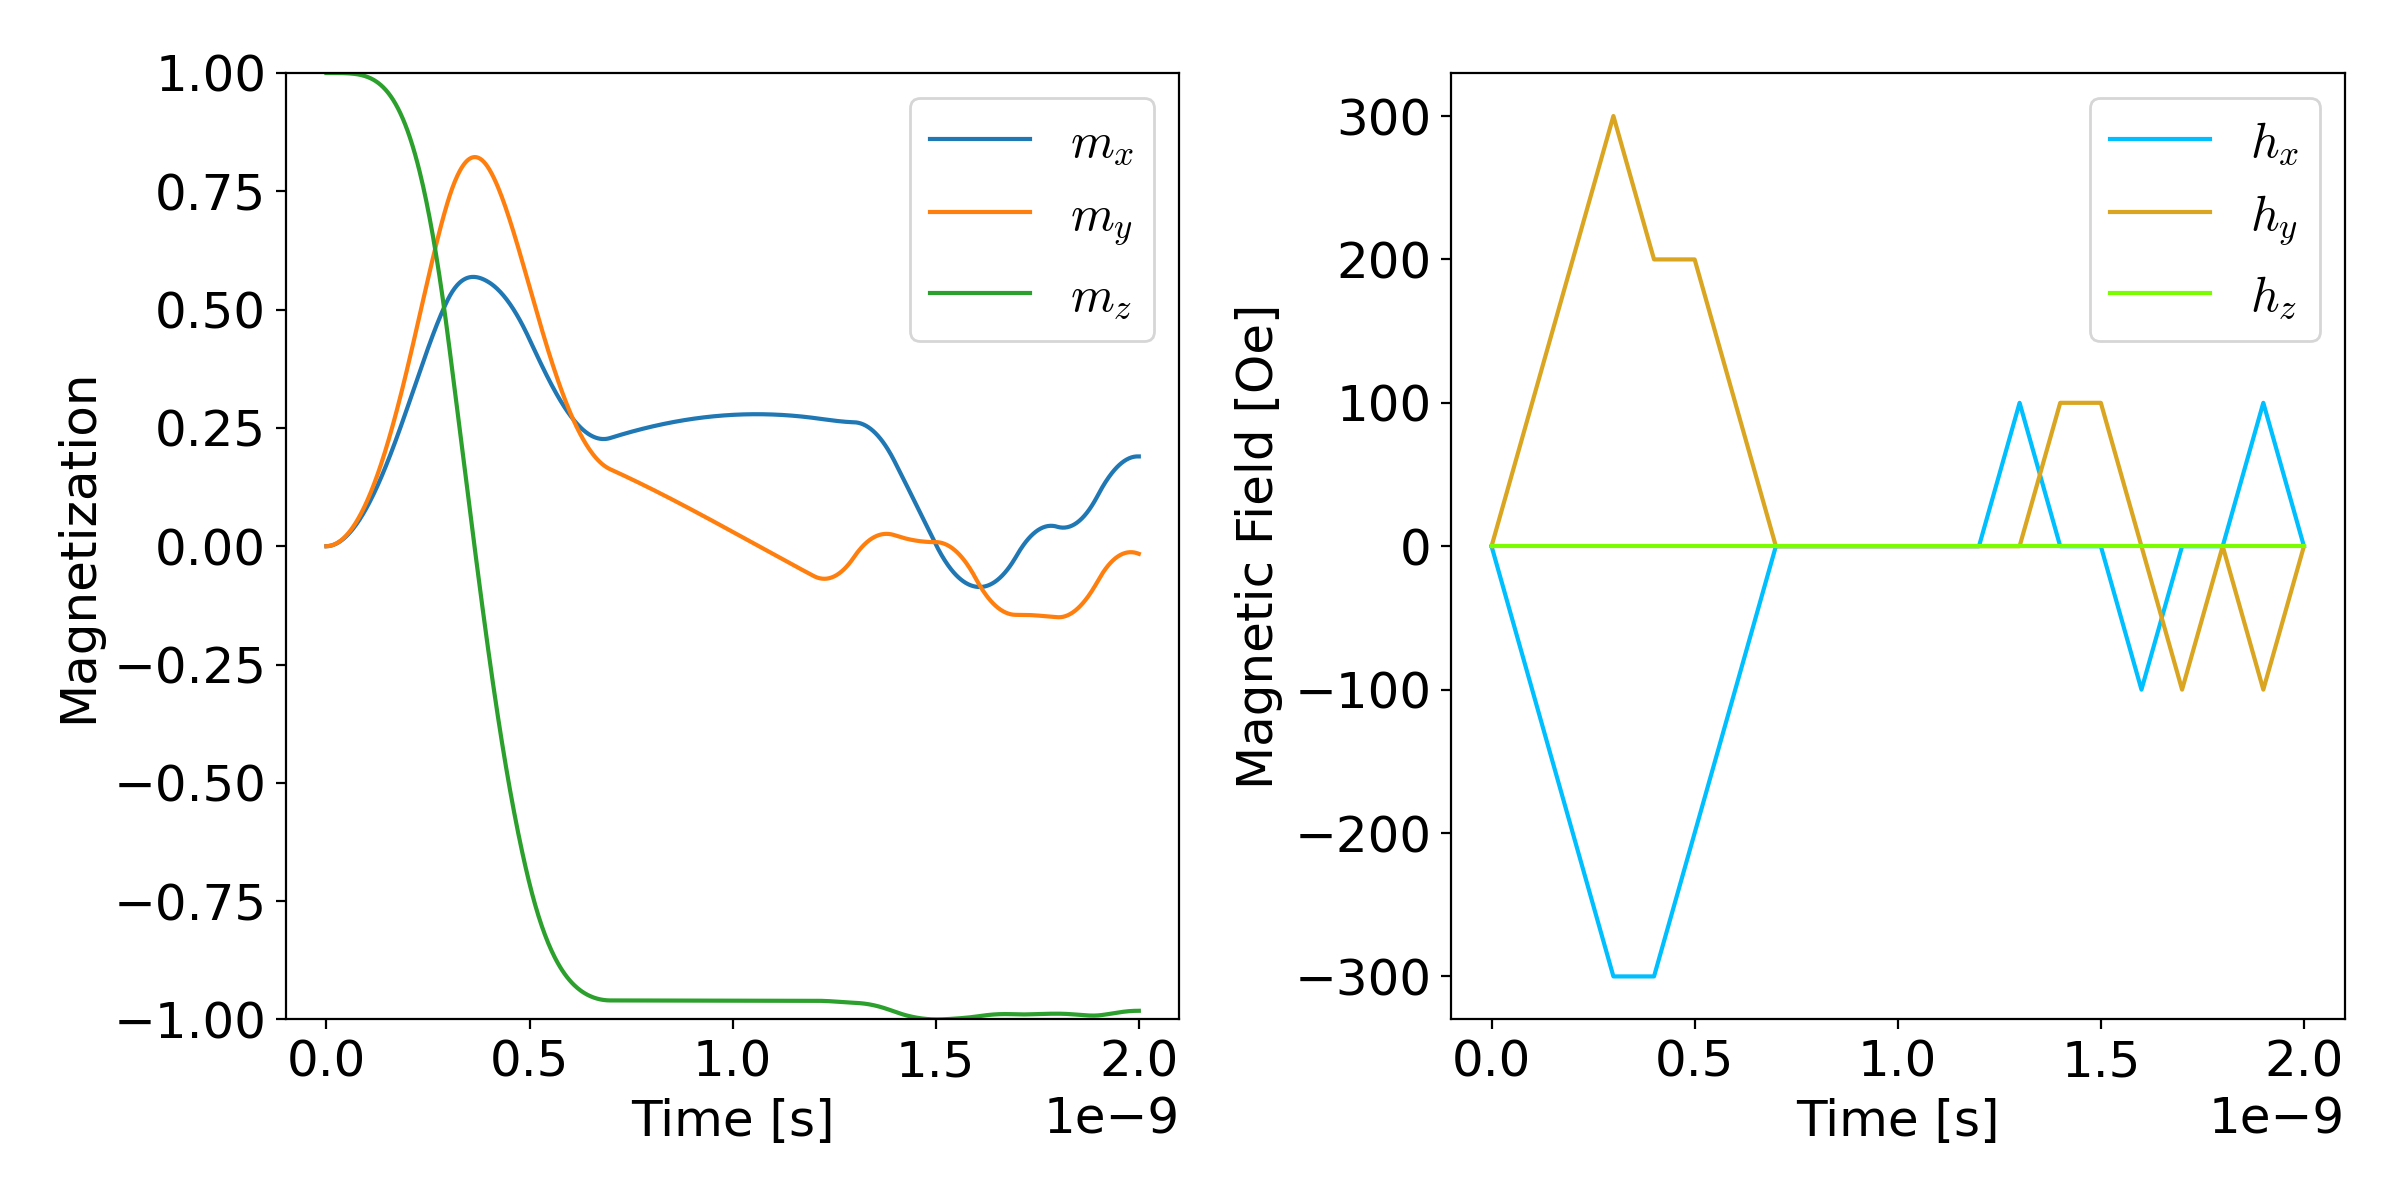 Magnetization
1.00
0.75
0.50
0.25
0.00
−0.25
−0.50
−0.75
−1.00
0.0 0.5 1.0 1.5 2.0
Time [s]
1e−9
m_x
m_y
m_z
Magnetic Field [Oe]
300
200
100
0
−100
−200
−300
0.0 0.5 1.0 1.5 2.0
Time [s]
1e−9
h_x
h_y
h_z